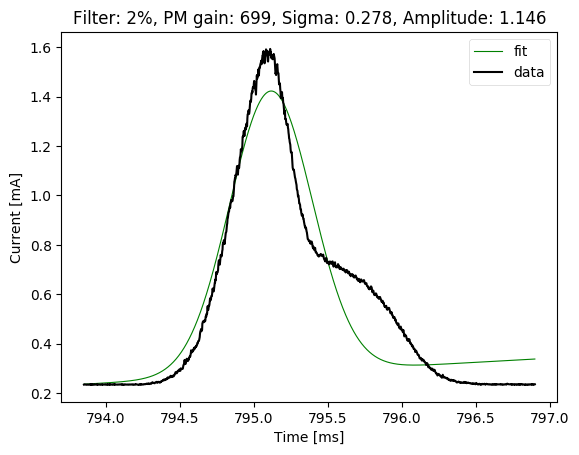 Filter: 2%, PM gain: 699, Sigma: 0.278, Amplitude: 1.146
fit
data
Current [mA]
1.6
1.4
1.2
1.0
0.8
0.6
0.4
0.2
794.0 794.5 795.0 795.5 796.0 796.5 797.0
Time [ms]